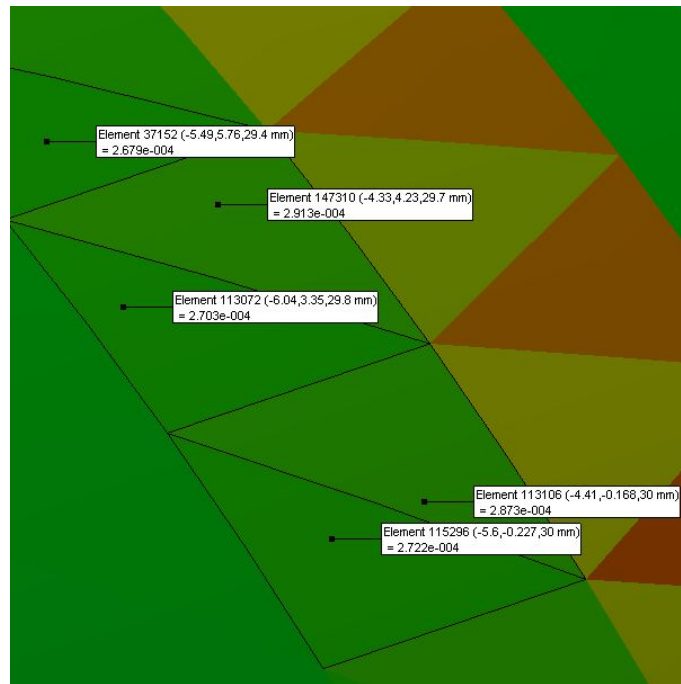 Element 37152 (-5.49,5.76,29.4 mm)
= 2.679e-004
Element 147310 (-4.33,4.23,29.7 mm)
= 2.913e-004
Element 113072 (-6.04,3.35,29.8 mm)
= 2.703e-004
Element 113106 (-4.41,-0.168,30 mm)
= 2.873e-004
Element 115296 (-5.6,-0.227,30 mm)
= 2.722e-004